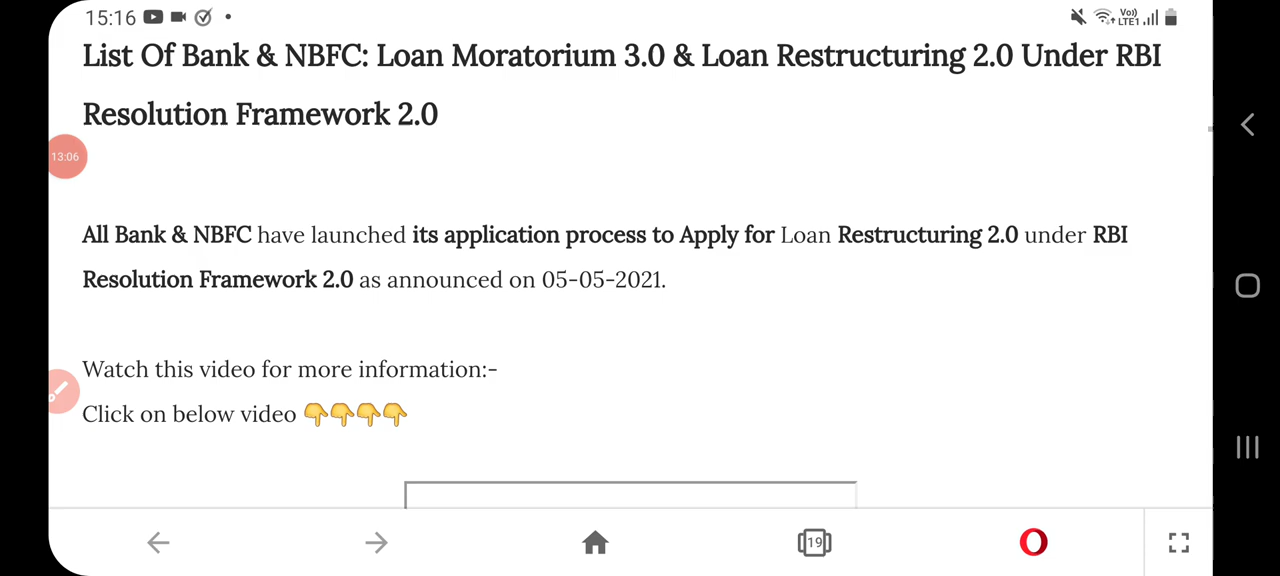 15:16
Vo))
LTE1
List Of Bank & NBFC: Loan Moratorium 3.0 & Loan Restructuring 2.0 Under RBI
Resolution Framework 2.0
13:06
All Bank & NBFC have launched its application process to Apply for Loan Restructuring 2.0 under RBI
Resolution Framework 2.0 as announced on 05-05-2021.
Watch this video for more information:-
Click on below video 👇👇👇👇
19